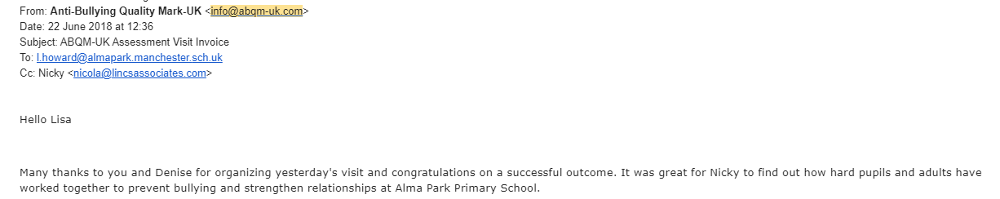 From: Anti-Bullying Quality Mark-UK <info@abqm-uk.com>
Date: 22 June 2018 at 12:36
Subject: ABQM-UK Assessment Visit Invoice
To: l.howard@almapark.manchester.sch.uk
Cc: Nicky <nicola@lincsassociates.com>
Hello Lisa
Many thanks to you and Denise for organizing yesterday's visit and congratulations on a successful outcome. It was great for Nicky to find out how hard pupils and adults have
worked together to prevent bullying and strengthen relationships at Alma Park Primary School.